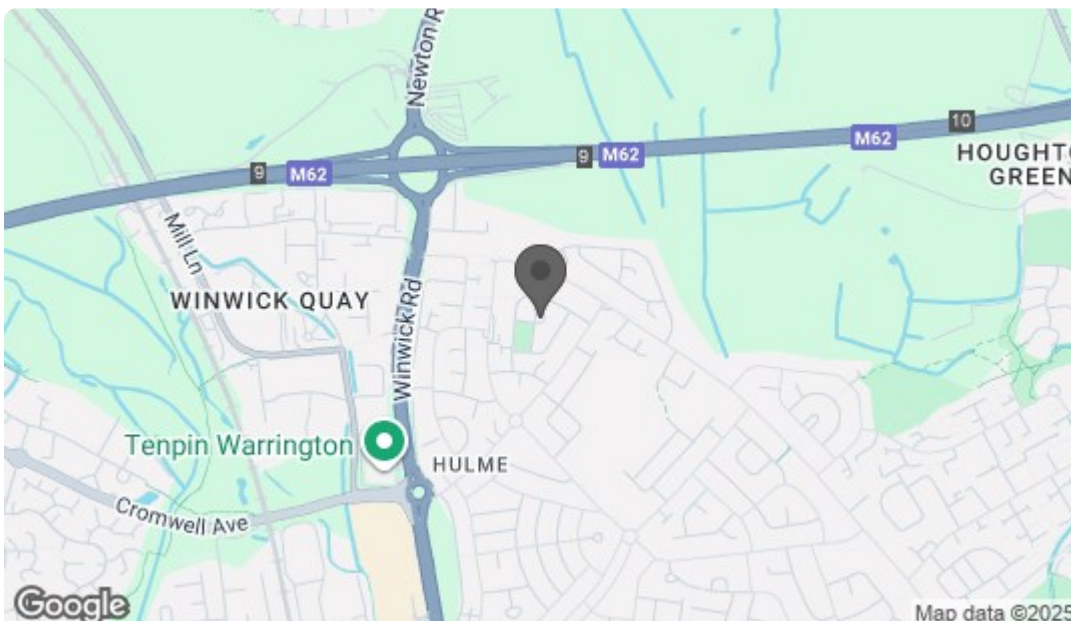 Newton R
10
M62
9
M62
9
M62
HOUGHTO
GREEN
Mill Ln
WINWICK QUAY
Winwick Rd
Tenpin Warrington
HULME
Cromwell Ave
Google
Map data ©2025